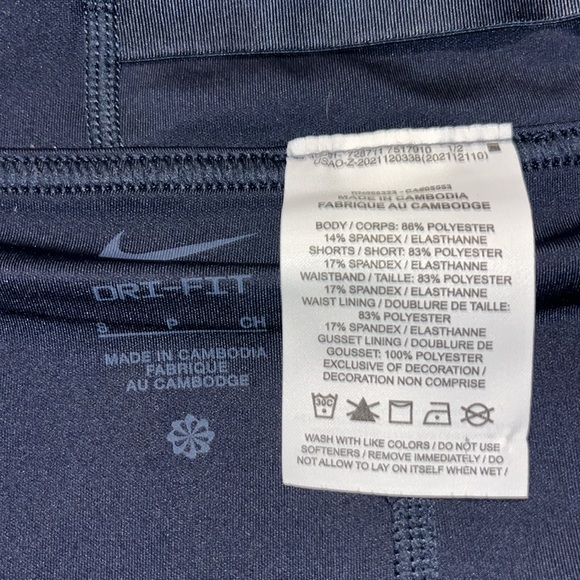 USAO-Z-2021120338(202112110)
MADE IN CAMBODIA
FABRIQUE AU CAMBODGE
BODY / CORPS: 86% POLYESTER
14% SPANDEX / ELASTHANNE
SHORTS / SHORT: 83% POLYESTER
17% SPANDEX / ELASTHANNE
WAISTBAND / TAILLE: 83% POLYESTER
17% SPANDEX / ELASTHANNE
WAIST LINING / DOUBLURE DE TAILLE:
83% POLYESTER
17% SPANDEX / ELASTHANNE
GUSSET LINING / DOUBLURE DE
GOUSSET: 100% POLYESTER
EXCLUSIVE OF DECORATION /
DECORATION NON COMPRISE
30C
WASH WITH LIKE COLORS / DO NOT USE
SOFTENERS / REMOVE IMMEDIATELY / DO
NOT ALLOW TO LAY ON ITSELF WHEN WET /
DRI-FIT
S P CH
MADE IN CAMBODIA
FABRIQUE
AU CAMBODGE